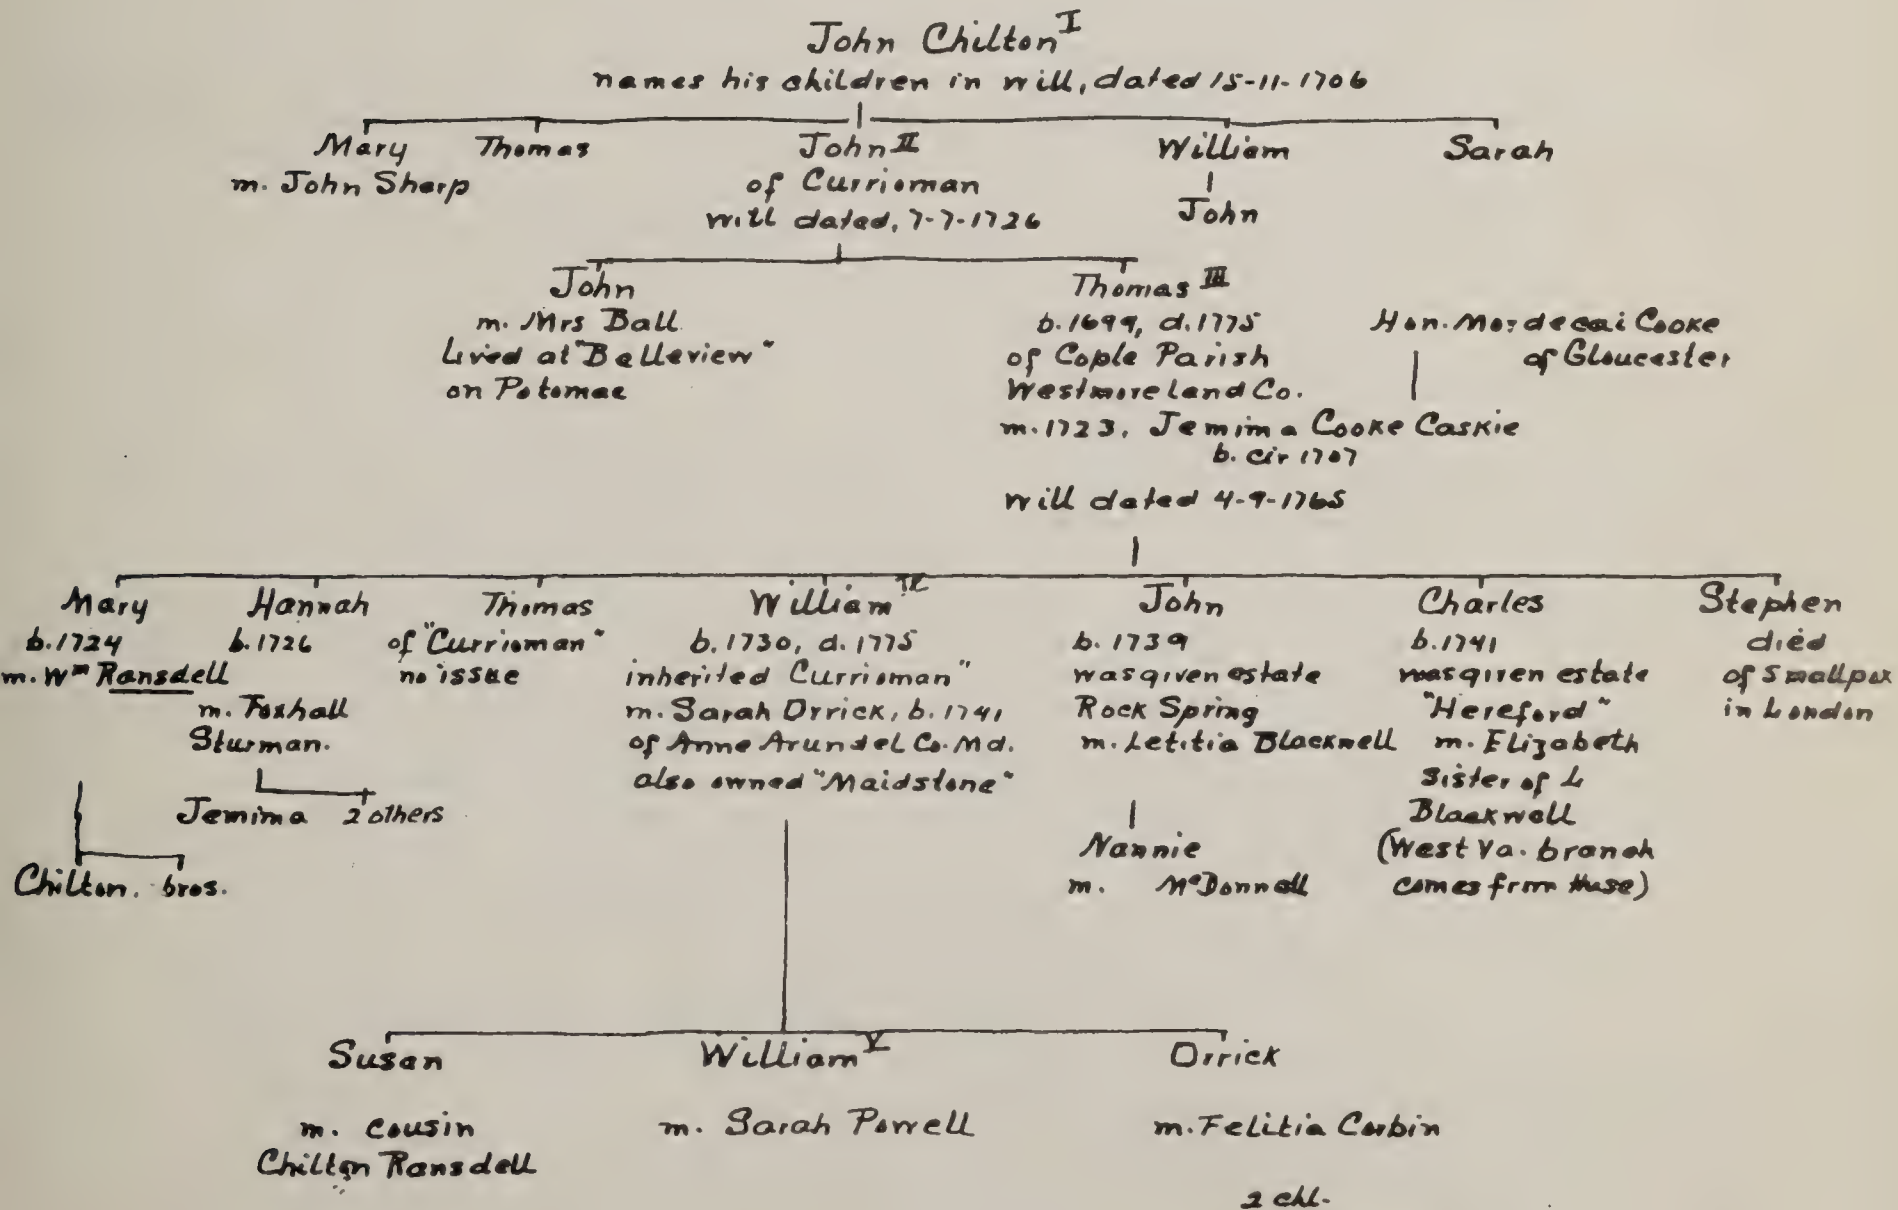 John Chilton I
names his children in will, dated 15-11-1706
Mary Thomas John II William Sarah
m. John Sharp of Currioman
will dated, 7-7-1726
John
John
m. Mrs Ball
Lived at "Belleview"
on Potomac
Thomas III
b. 1699, d. 1775
of Cople Parish
Westmoreland Co.
m. 1723, Jemima Cooke Caskie
b. cir 1707
will dated 4-9-1765
Hon. Mordecai Cooke
of Gloucester
Mary
b. 1724
m. Wm Ransdell
Chilton. bros.
Hannah
b. 1726
m. Foxhall
Sturman.
Jemima 2 others
Thomas
of "Currioman"
no issue
William IV
b. 1730, d. 1775
inherited Currioman"
m. Sarah Orrick, b. 1741
of Anne Arundel Co. Md.
also owned "Maidstone"
John
b. 1739
was given estate
Rock Spring
m. Letitia Blackwell
Nannie
m. McDonnell
Charles
b. 1741
was given estate
"Hereford"
m. Elizabeth
Sister of L
Blackwell
(West Va. branch
comes from these)
Stephen
died
of Smallpox
in London
Susan
m. cousin
Chilton Ransdell
William V
m. Sarah Powell
Orrick
m. Felitia Corbin
2 chl.